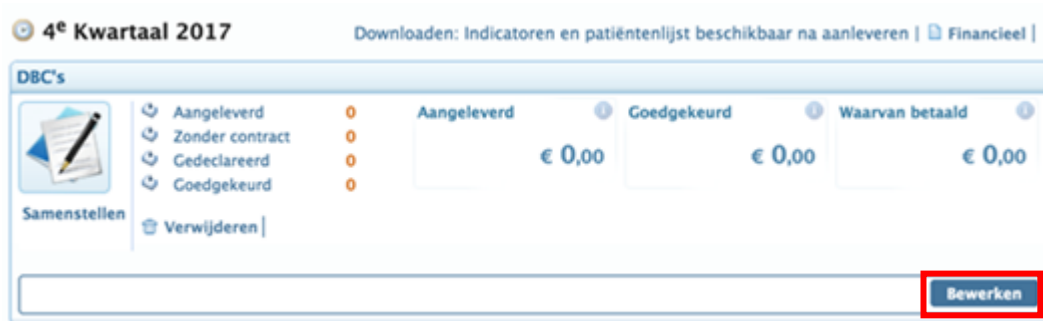 4e Kwartaal 2017
Downloaden: Indicatoren en patiëntenlijst beschikbaar na aanleveren | Financieel |
DBC's
Aangeleverd 0
Zonder contract 0
Gedeclareerd 0
Goedgekeurd 0
Samenstellen
Verwijderen |
Aangeleverd
€ 0,00
Goedgekeurd
€ 0,00
Waarvan betaald
€ 0,00
Bewerken